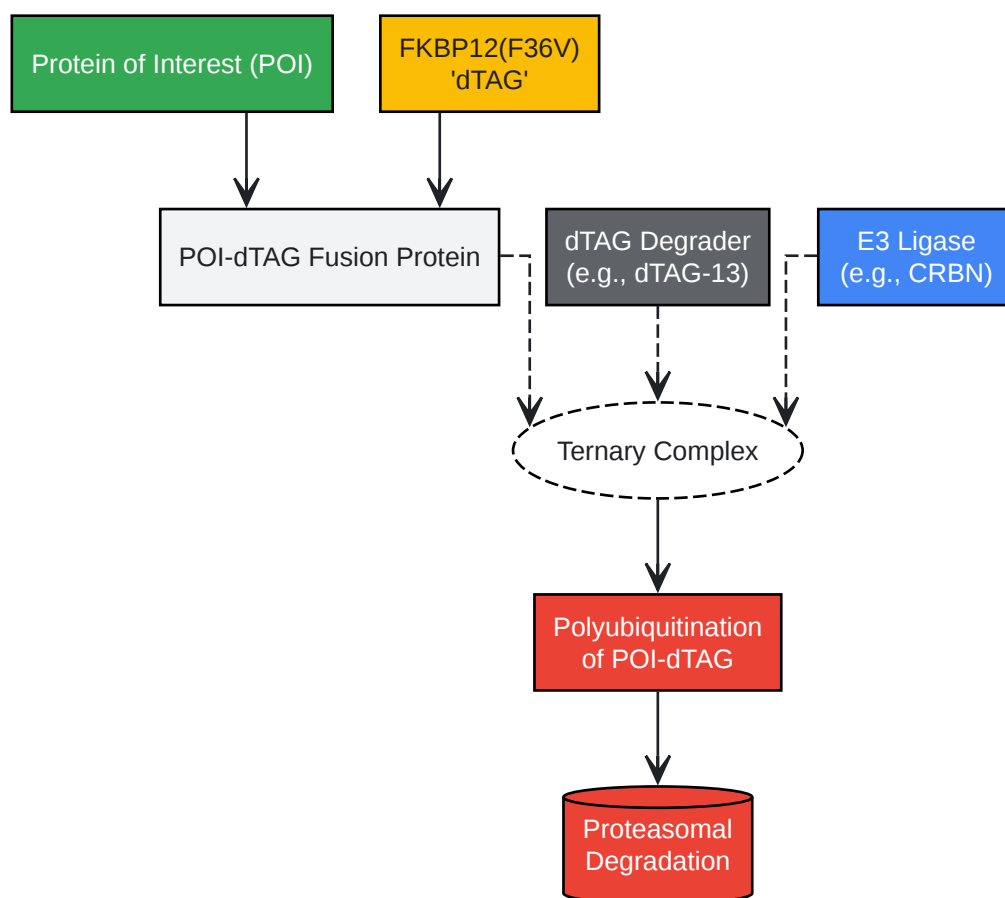 Protein of Interest (POI)
FKBP12(F36V)
'dTAG'
POI-dTAG Fusion Protein
dTAG Degrader
(e.g., dTAG-13)
E3 Ligase
(e.g., CRBN)
Ternary Complex
Polyubiquitination
of POI-dTAG
Proteasomal
Degradation